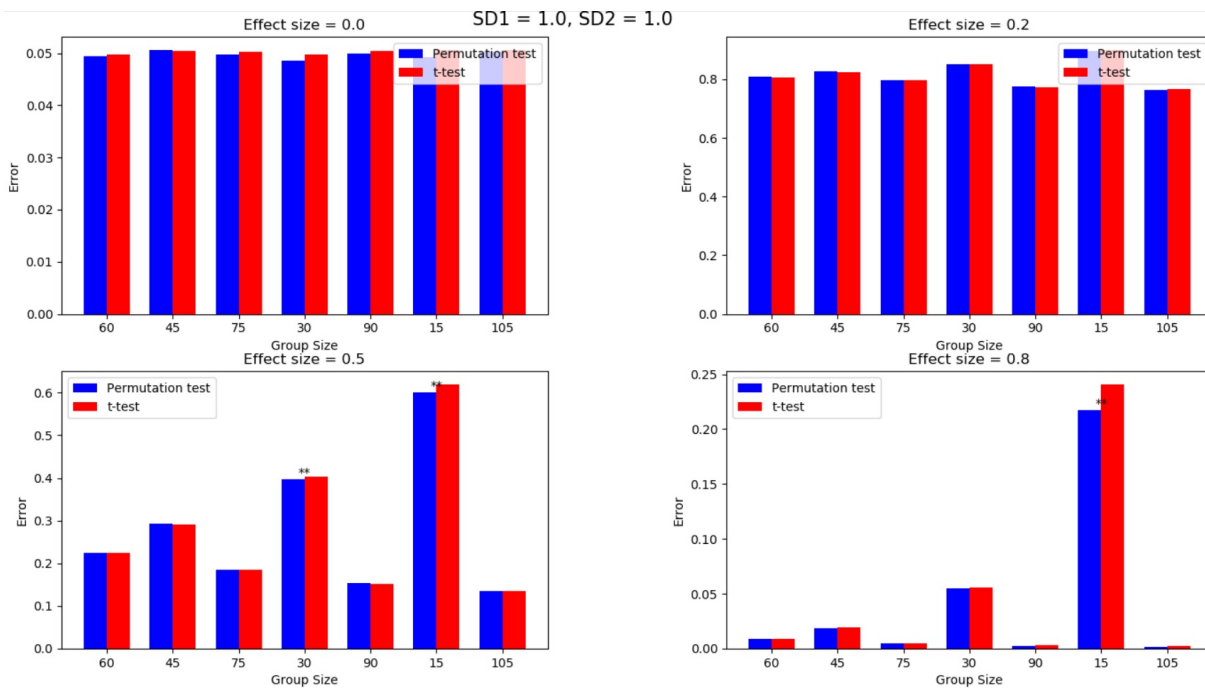 SD1 = 1.0, SD2 = 1.0
Effect size = 0.0
Error
0.05
0.04
0.03
0.02
0.01
0.00
Permutation test
t-test
60 45 75 30 90 15 105
Group Size
Effect size = 0.2
Error
0.8
0.6
0.4
0.2
0.0
Permutation test
t-test
60 45 75 30 90 15 105
Group Size
Effect size = 0.5
Error
0.6
0.5
0.4
0.3
0.2
0.1
0.0
Permutation test
t-test
**
**
60 45 75 30 90 15 105
Group Size
Effect size = 0.8
Error
0.25
0.20
0.15
0.10
0.05
0.00
Permutation test
t-test
**
60 45 75 30 90 15 105
Group Size